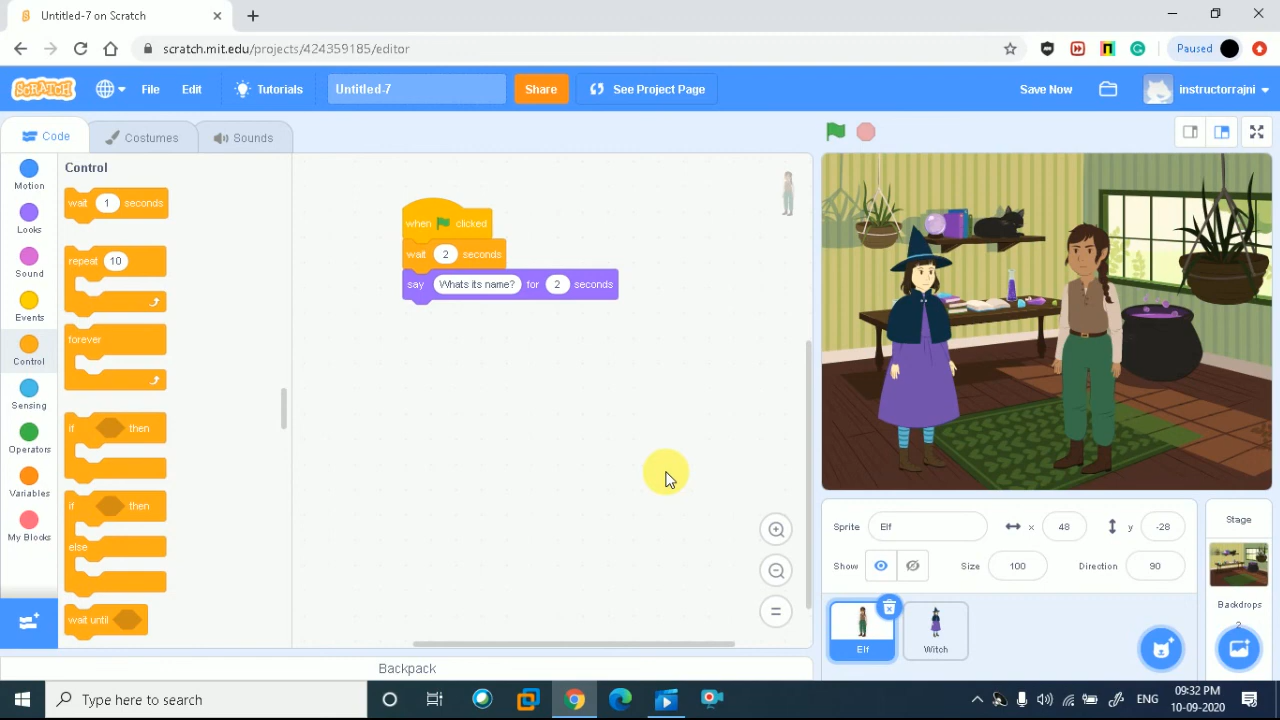 Untitled-7 on Scratch
scratch.mit.edu/projects/424359185/editor
Paused
SCRATCH
File
Edit
Tutorials
Untitled-7
Share
See Project Page
Save Now
instructorrajni
Code
Costumes
Sounds
Motion
Looks
Sound
Events
Control
Sensing
Operators
Variables
My Blocks
Control
wait 1 seconds
repeat 10
forever
if then
if then
else
wait until
when clicked
wait 2 seconds
say Whats its name? for 2 seconds
Backpack
Sprite Elf x 48 y -28
Show Size 100 Direction 90
Elf
Witch
Stage
Backdrops
2
Type here to search
ENG
09:32 PM
10-09-2020